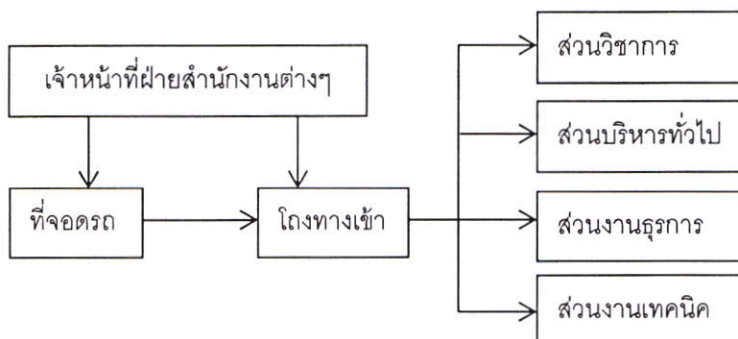 เจ้าหน้าที่ฝ่ายสำนักงานต่างๆ
ที่จอดรถ
โถงทางเข้า
ส่วนวิชาการ
ส่วนบริหารทั่วไป
ส่วนงานธุรการ
ส่วนงานเทคนิค